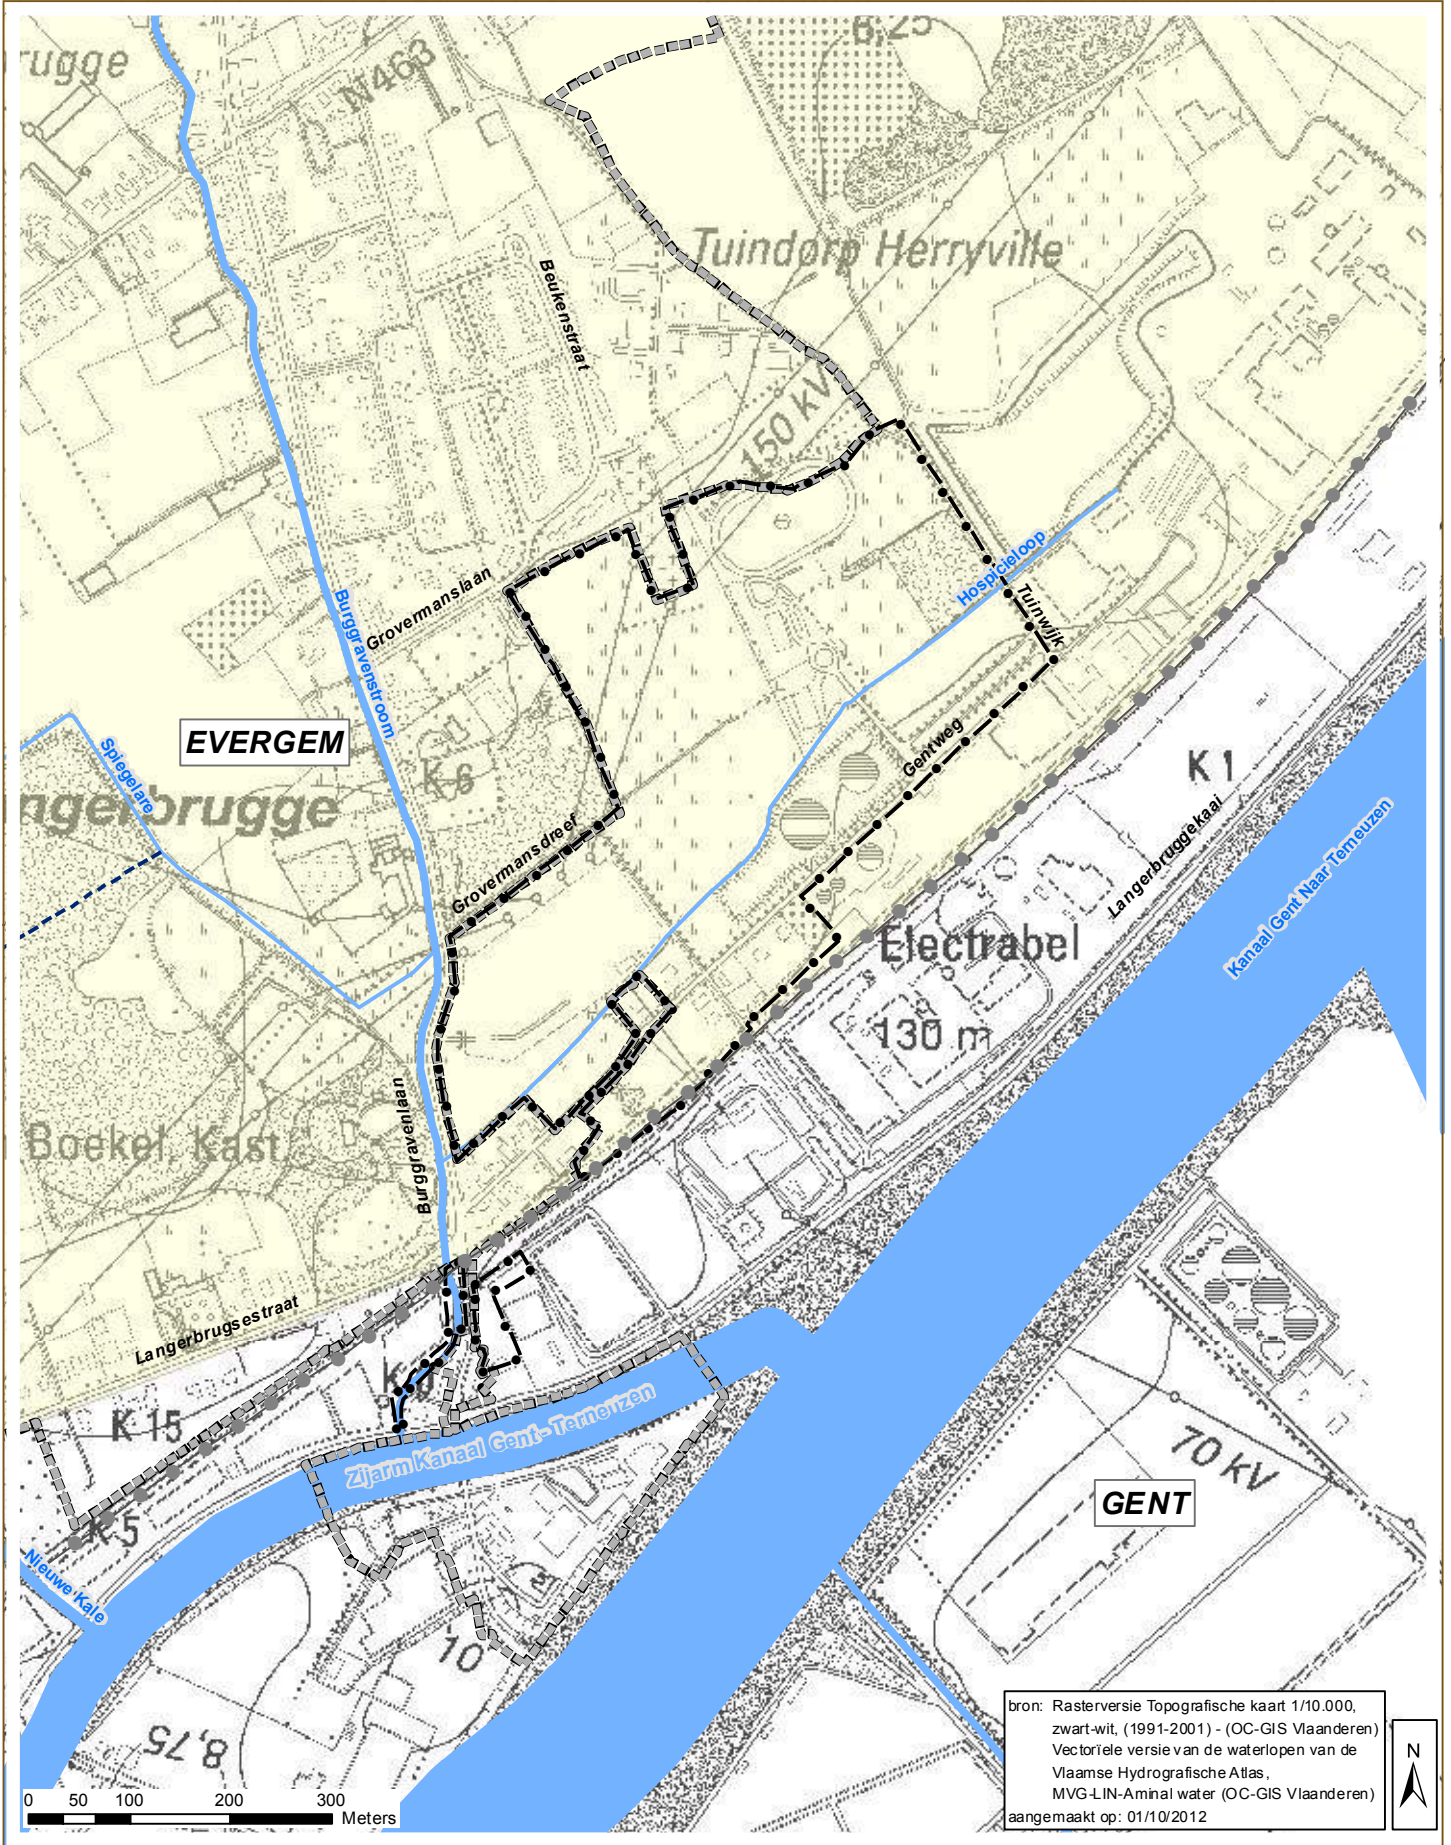 rugge
N463
6,25
Tuindorp Herryville
Beukenstraat
150 kV
Hospicieloop
Tuinwijk
Grovermanslaan
Burggravenstroom
EVERGEM
Spiegelare
ngerbrugge
K 6
Gentweg
K 1
Grovermansdreef
Langerbruggekaai
Kanaal Gent Naar Terneuzen
Electrabel
130 m
Boekel, Kast.
Burggravenlaan
Langerbrugsestraat
K 15
Zijarm Kanaal Gent - Terneuzen
70 kV
GENT
K 5
Nieuwe Kale
10
8,75
bron: Rasterversie Topografische kaart 1/10.000,
zwart-wit, (1991-2001) - (OC-GIS Vlaanderen)
Vectoriële versie van de waterlopen van de
Vlaamse Hydrografische Atlas,
MVG-LIN-Aminal water (OC-GIS Vlaanderen)
aangemaakt op: 01/10/2012
N
0 50 100 200 300
Meters